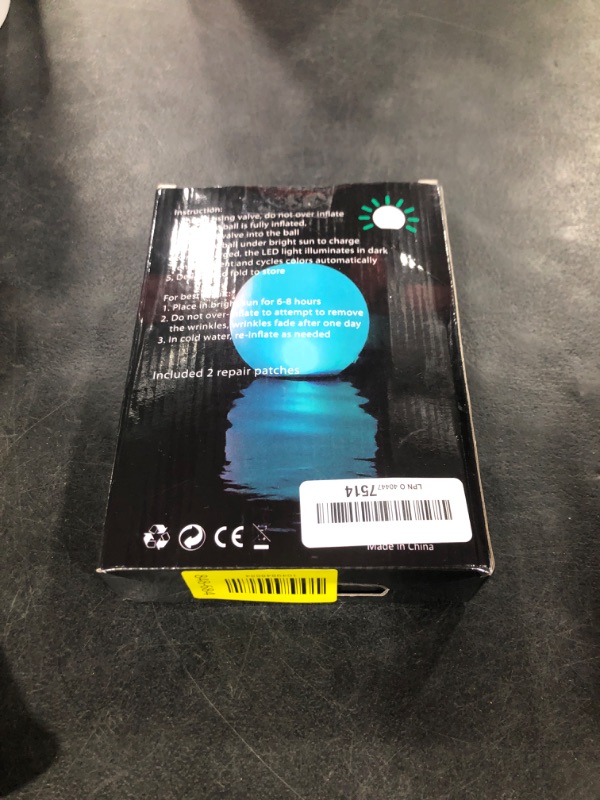 Instruction:
using valve, do not over inflate
ball is fully inflated.
valve into the ball
ball under bright sun to charge
the LED light illuminates in dark
and cycles colors automatically
5. fold to store
For best
1. Place in bright sun for 6-8 hours
2. Do not over-inflate to attempt to remove
the wrinkles, wrinkles fade after one day
3. In cold water, re-inflate as needed
Included 2 repair patches
LPN O 40447 7514
CE
Made in China